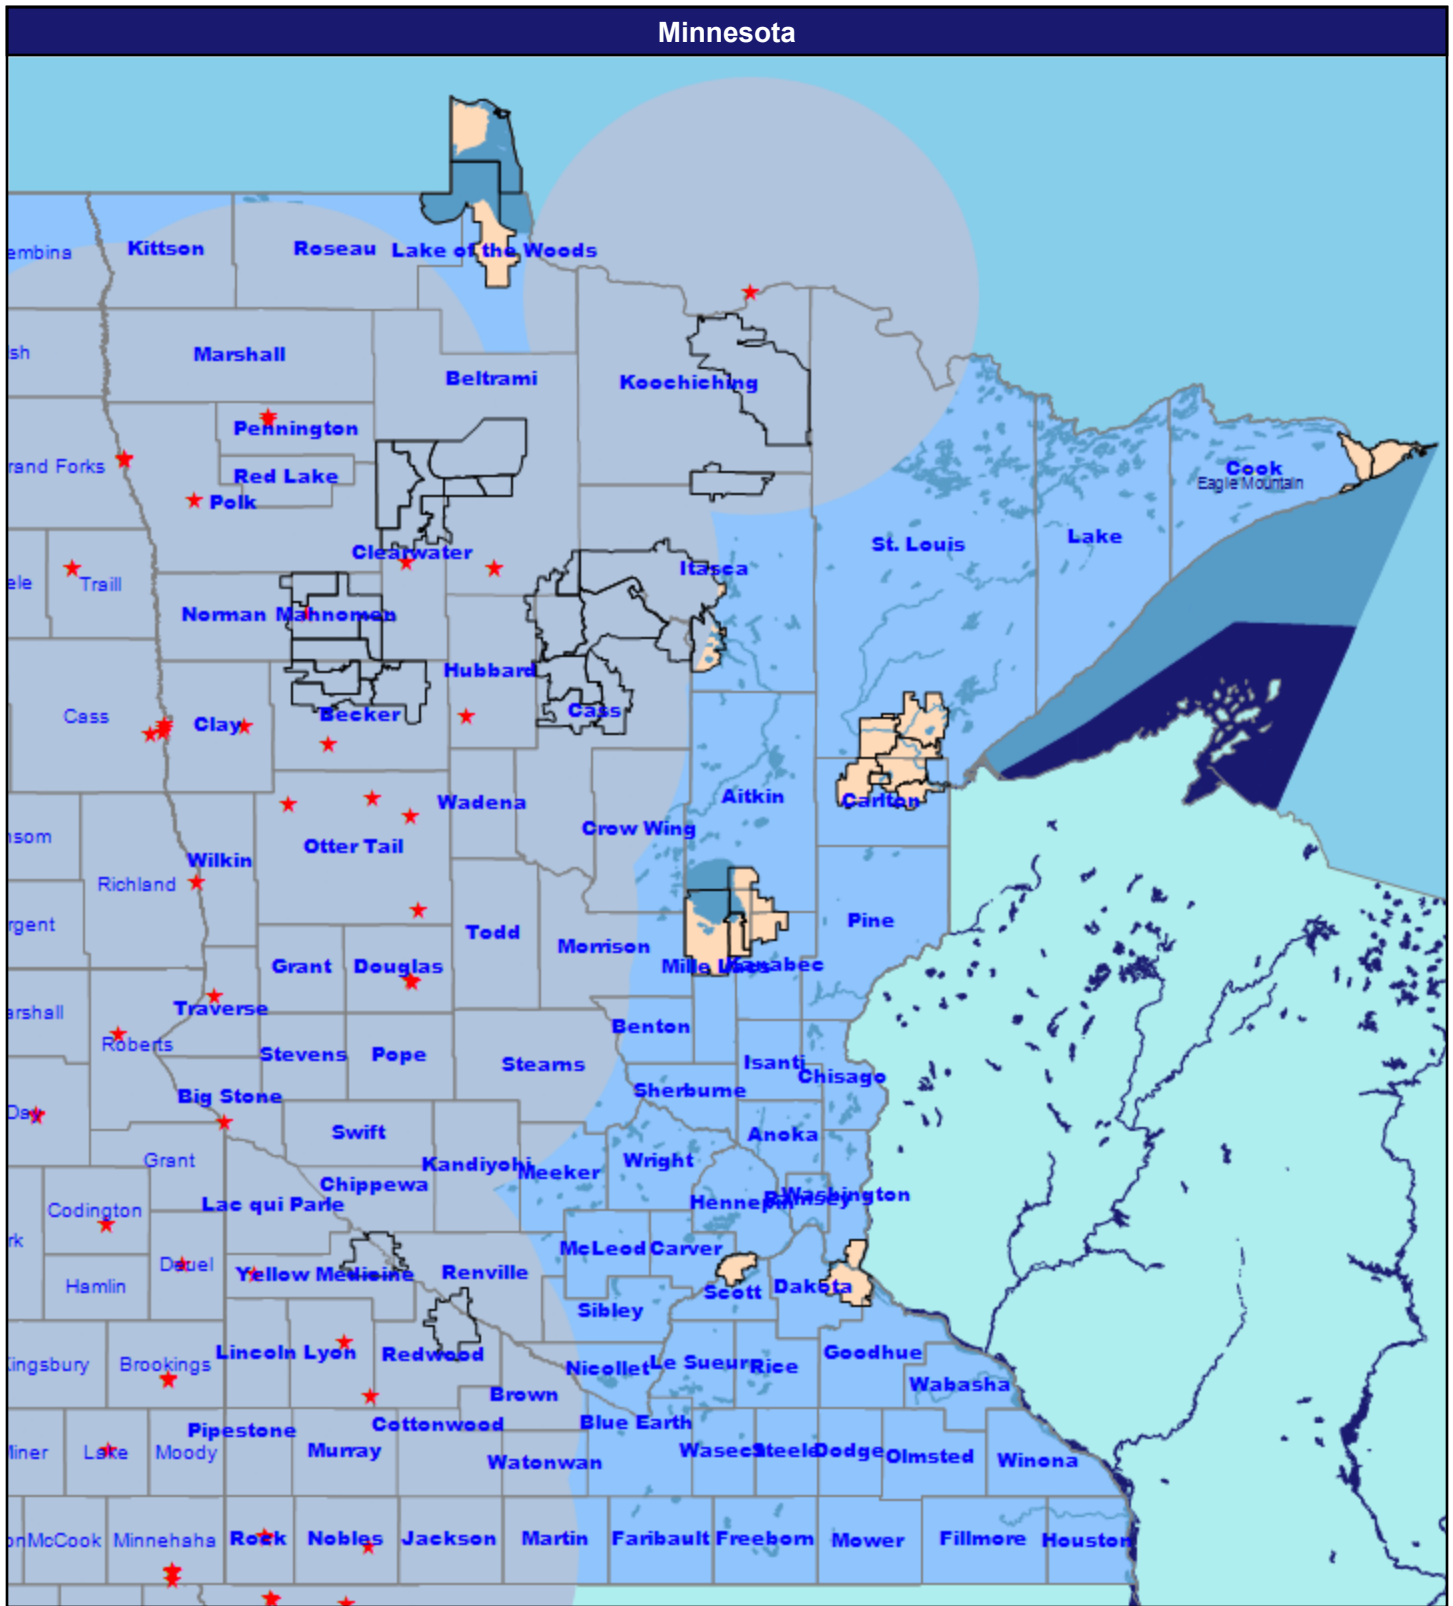 Minnesota
embina
Kittson
Roseau
Lake of the Woods
sh
Marshall
Beltrami
Koochiching
Pennington
rand Forks
Red Lake
Polk
Cook
Eagle Mountain
Clearwater
St. Louis
Lake
Itasca
ele
Traill
Norman
Mahnomen
Hubbard
Cass
Clay
Becker
Cass
Wadena
Aitkin
Carlton
nsom
Crow Wing
Otter Tail
Wilkin
Richland
rgent
Todd
Morrison
Pine
Grant
Douglas
Mille Lacs
Kanabec
arshall
Traverse
Roberts
Benton
Stevens
Pope
Stearns
Isanti
Chisago
Sherburne
Big Stone
Day
Swift
Anoka
Grant
Kandiyohi
Meeker
Wright
Chippewa
Lac qui Parle
Hennepin
Ramsey
Washington
Codington
rk
McLeod
Carver
Deuel
Yellow Medicine
Renville
Hamlin
Scott
Dakota
Sibley
Lincoln
Lyon
Redwood
Kingsbury
Brookings
Nicollet
Le Sueur
Rice
Goodhue
Wabasha
Brown
Pipestone
Cottonwood
Blue Earth
Miner
Lake
Moody
Murray
Watonwan
Waseca
Steele
Dodge
Olmsted
Winona
on
McCook
Minnehaha
Rock
Nobles
Jackson
Martin
Faribault
Freeborn
Mower
Fillmore
Houston